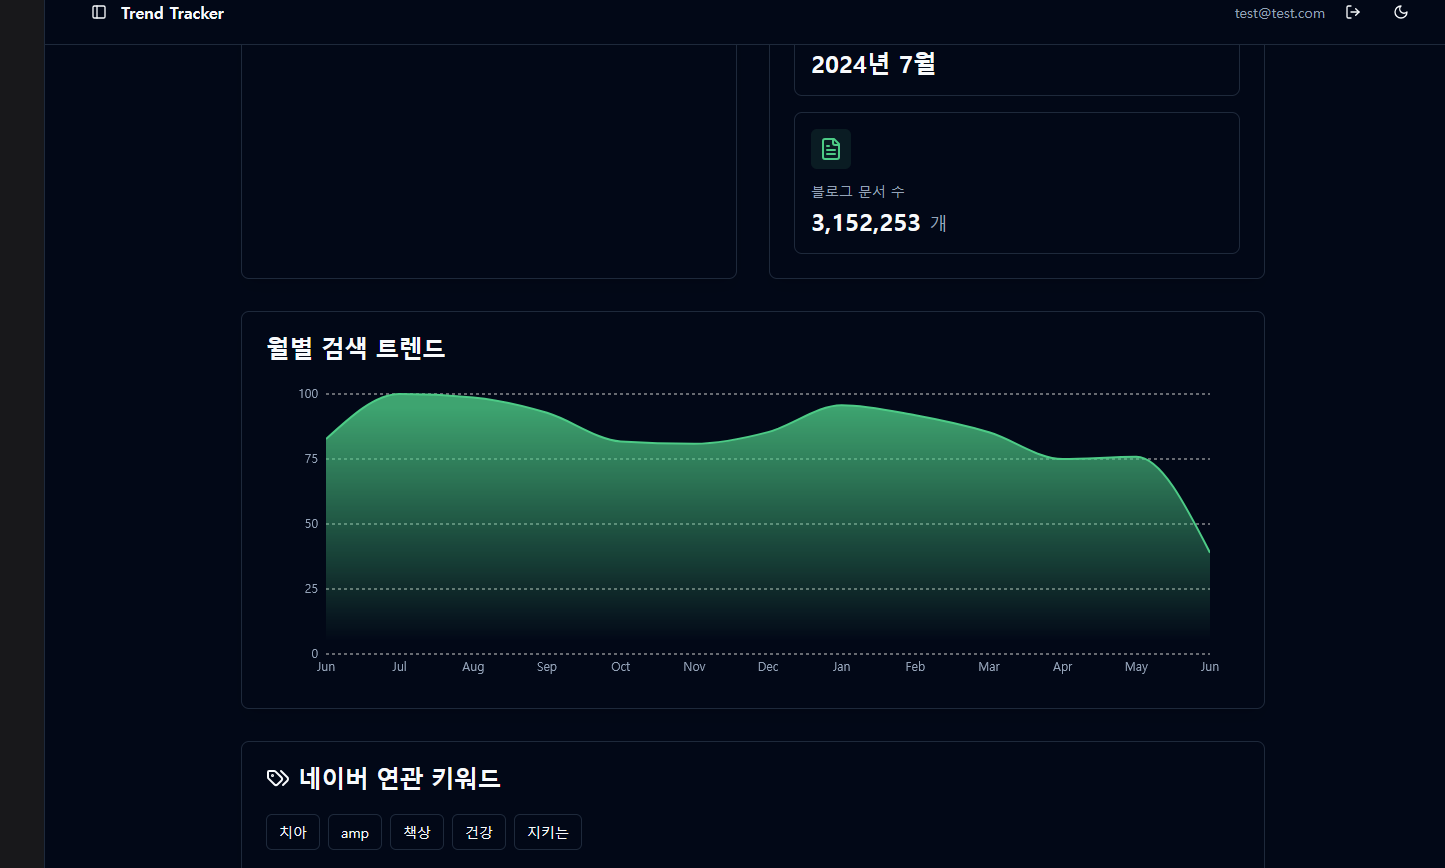 Trend Tracker
test@test.com
2024년 7월
블로그 문서 수
3,152,253 개
월별 검색 트렌드
100
75
50
25
0
Jun Jul Aug Sep Oct Nov Dec Jan Feb Mar Apr May Jun
네이버 연관 키워드
치아 amp 책상 건강 지키는